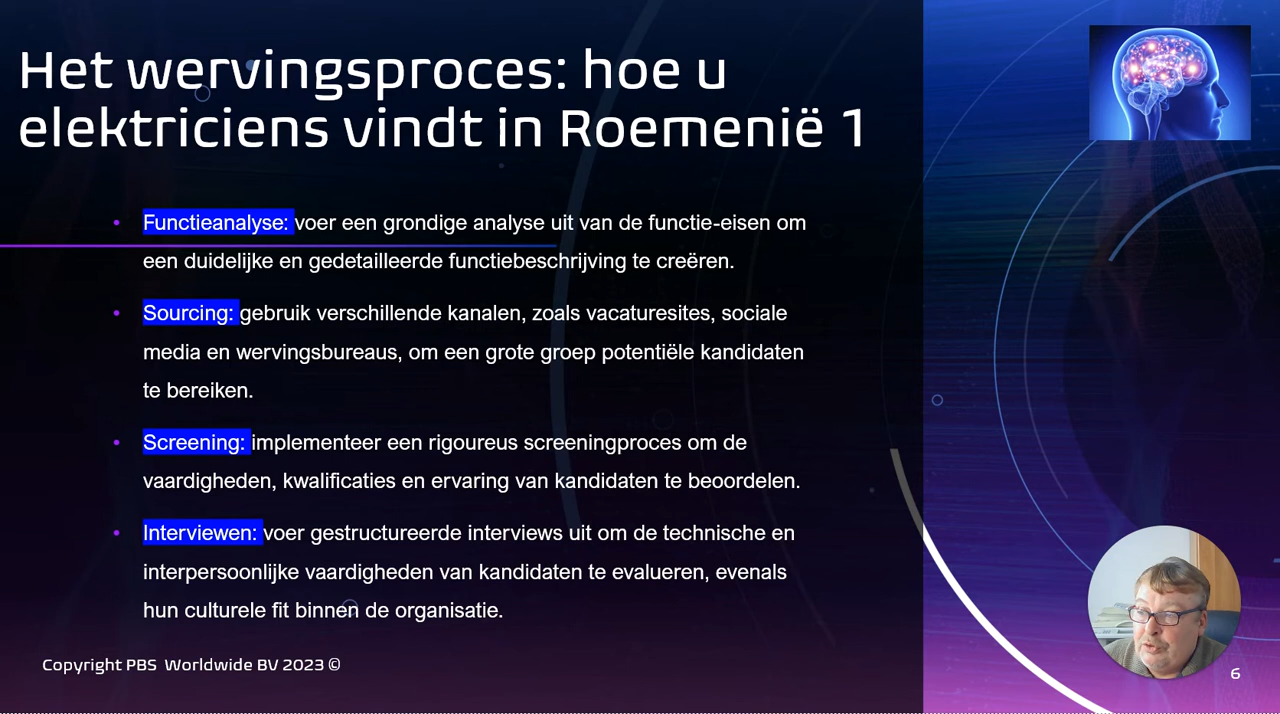 Het wervingsproces: hoe u
elektriciens vindt in Roemenië 1
• Functieanalyse: voer een grondige analyse uit van de functie-eisen om
een duidelijke en gedetailleerde functiebeschrijving te creëren.
• Sourcing: gebruik verschillende kanalen, zoals vacaturesites, sociale
media en wervingsbureaus, om een grote groep potentiële kandidaten
te bereiken.
• Screening: implementeer een rigoureus screeningproces om de
vaardigheden, kwalificaties en ervaring van kandidaten te beoordelen.
• Interviewen: voer gestructureerde interviews uit om de technische en
interpersoonlijke vaardigheden van kandidaten te evalueren, evenals
hun culturele fit binnen de organisatie.
Copyright PBS Worldwide BV 2023 ©
6